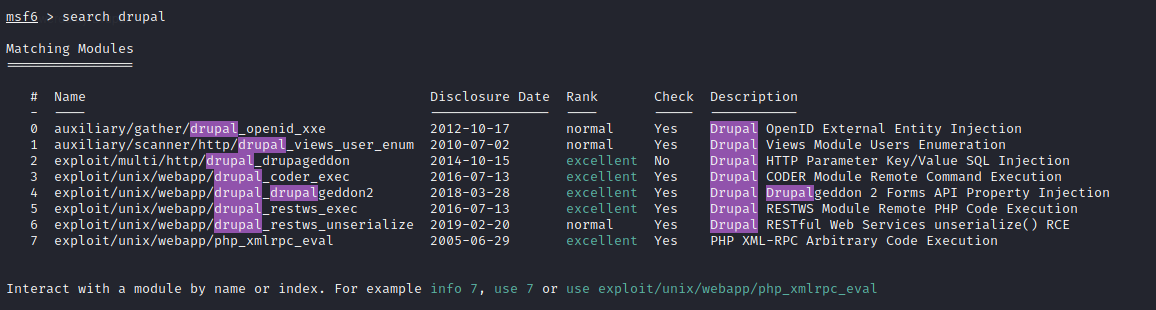 msf6 > search drupal
Matching Modules
================
#  Name                                       Disclosure Date  Rank       Check  Description
-  ----                                       ---------------  ----       -----  -----------
0  auxiliary/gather/drupal_openid_xxe         2012-10-17       normal     Yes    Drupal OpenID External Entity Injection
1  auxiliary/scanner/http/drupal_views_user_enum  2010-07-02       normal     Yes    Drupal Views Module Users Enumeration
2  exploit/multi/http/drupal_drupageddon      2014-10-15       excellent  No     Drupal HTTP Parameter Key/Value SQL Injection
3  exploit/unix/webapp/drupal_coder_exec      2016-07-13       excellent  Yes    Drupal CODER Module Remote Command Execution
4  exploit/unix/webapp/drupal_drupalgeddon2   2018-03-28       excellent  Yes    Drupal Drupalgeddon 2 Forms API Property Injection
5  exploit/unix/webapp/drupal_restws_exec     2016-07-13       excellent  Yes    Drupal RESTWS Module Remote PHP Code Execution
6  exploit/unix/webapp/drupal_restws_unserialize  2019-02-20       normal     Yes    Drupal RESTful Web Services unserialize() RCE
7  exploit/unix/webapp/php_xmlrpc_eval        2005-06-29       excellent  Yes    PHP XML-RPC Arbitrary Code Execution
Interact with a module by name or index. For example info 7, use 7 or use exploit/unix/webapp/php_xmlrpc_eval